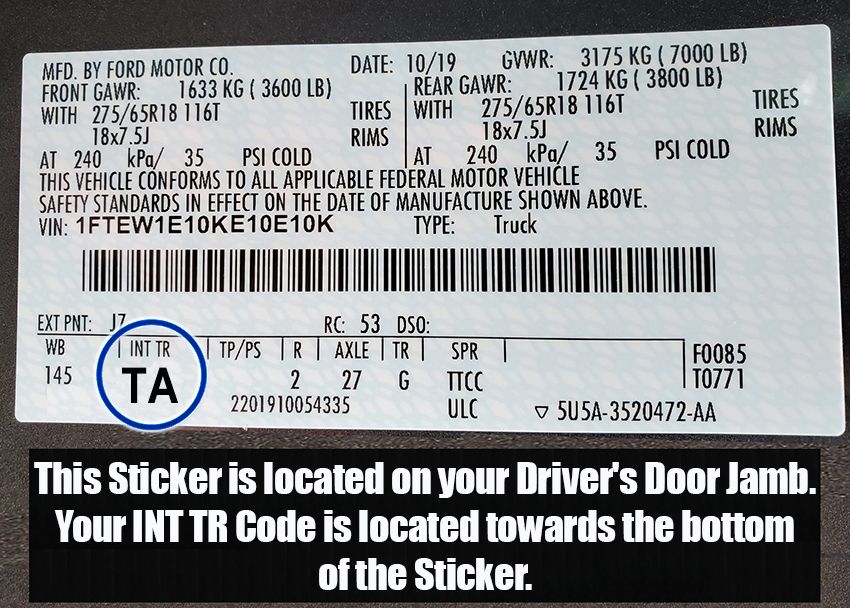 MFD. BY FORD MOTOR CO. DATE: 10/19 GVWR: 3175 KG ( 7000 LB)
FRONT GAWR: 1633 KG ( 3600 LB) REAR GAWR: 1724 KG ( 3800 LB)
WITH 275/65R18 116T TIRES WITH 275/65R18 116T TIRES
18x7.5J RIMS 18x7.5J RIMS
AT 240 kPa/ 35 PSI COLD AT 240 kPa/ 35 PSI COLD
THIS VEHICLE CONFORMS TO ALL APPLICABLE FEDERAL MOTOR VEHICLE
SAFETY STANDARDS IN EFFECT ON THE DATE OF MANUFACTURE SHOWN ABOVE.
VIN: 1FTEW1E10KE10E10K TYPE: Truck
EXT PNT: J7 RC: 53 DSO:
WB INT TR TP/PS R AXLE TR SPR F0085
145 TA 2 27 G TTCC T0771
2201910054335 ULC ▽ 5U5A-3520472-AA
This Sticker is located on your Driver's Door Jamb.
Your INT TR Code is located towards the bottom
of the Sticker.